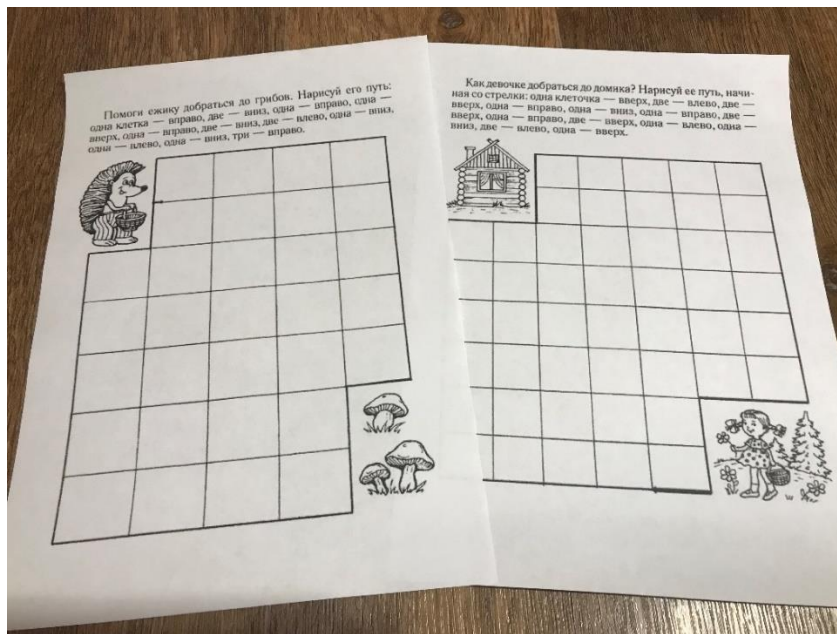 Помоги ежику добраться до грибов. Нарисуй его путь:
одна клетка — вправо, две — вниз, одна — вправо, одна —
вверх, одна — вправо, две — вниз, две — влево, одна — вниз,
одна — влево, одна — вниз, три — вправо.
Как девочке добраться до домика? Нарисуй ее путь, начи-
ная со стрелки: одна клеточка — вверх, две — влево, две —
вверх, одна — вправо, одна — вниз, одна — вправо, две —
вверх, одна — вправо, две — вверх, одна — влево, одна —
вниз, две — влево, одна — вверх.